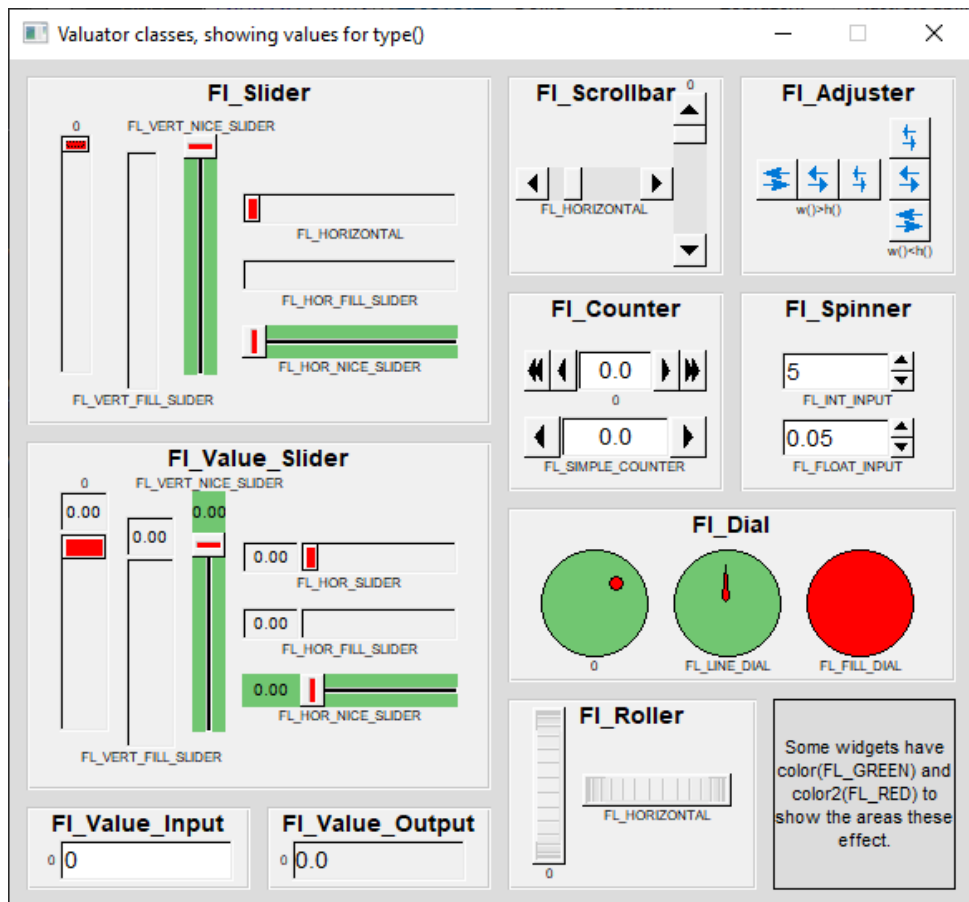 Valuator classes, showing values for type()
Fl_Slider
0
FL_VERT_NICE_SLIDER
FL_HORIZONTAL
FL_HOR_FILL_SLIDER
FL_HOR_NICE_SLIDER
FL_VERT_FILL_SLIDER
Fl_Scrollbar
0
FL_HORIZONTAL
Fl_Adjuster
w()>h()
w()<h()
Fl_Counter
0.0
0
0.0
FL_SIMPLE_COUNTER
Fl_Spinner
5
FL_INT_INPUT
0.05
FL_FLOAT_INPUT
Fl_Value_Slider
0
FL_VERT_NICE_SLIDER
0.00
0.00
0.00
0.00
FL_HOR_SLIDER
0.00
FL_HOR_FILL_SLIDER
0.00
FL_HOR_NICE_SLIDER
FL_VERT_FILL_SLIDER
Fl_Dial
0
FL_LINE_DIAL
FL_FILL_DIAL
Fl_Roller
FL_HORIZONTAL
0
Some widgets have
color(FL_GREEN) and
color2(FL_RED) to
show the areas these
effect.
Fl_Value_Input
0
0
Fl_Value_Output
0
0.0